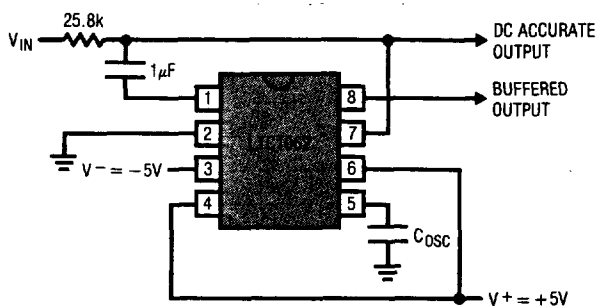 25.8k
V_IN
DC ACCURATE
OUTPUT
1μF
BUFFERED
OUTPUT
1
8
2
7
V⁻ = −5V
3
6
4
5
C_OSC
V⁺ = +5V